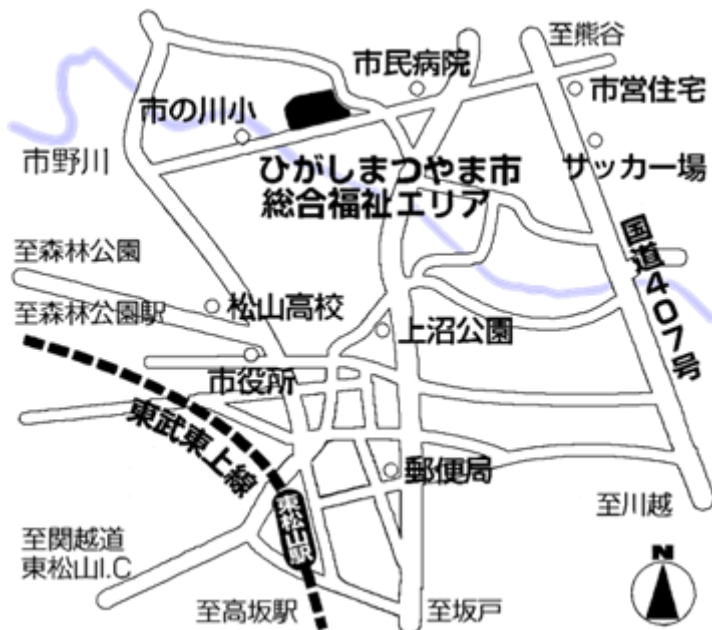 至熊谷
市民病院
市営住宅
市の川小
サッカー場
市野川
ひがしまつやま市
総合福祉エリア
国道407号
至森林公園
至森林公園駅
松山高校
上沼公園
市役所
東武東上線
郵便局
東松山駅
至川越
至関越道
東松山I.C
至高坂駅
至坂戸
N